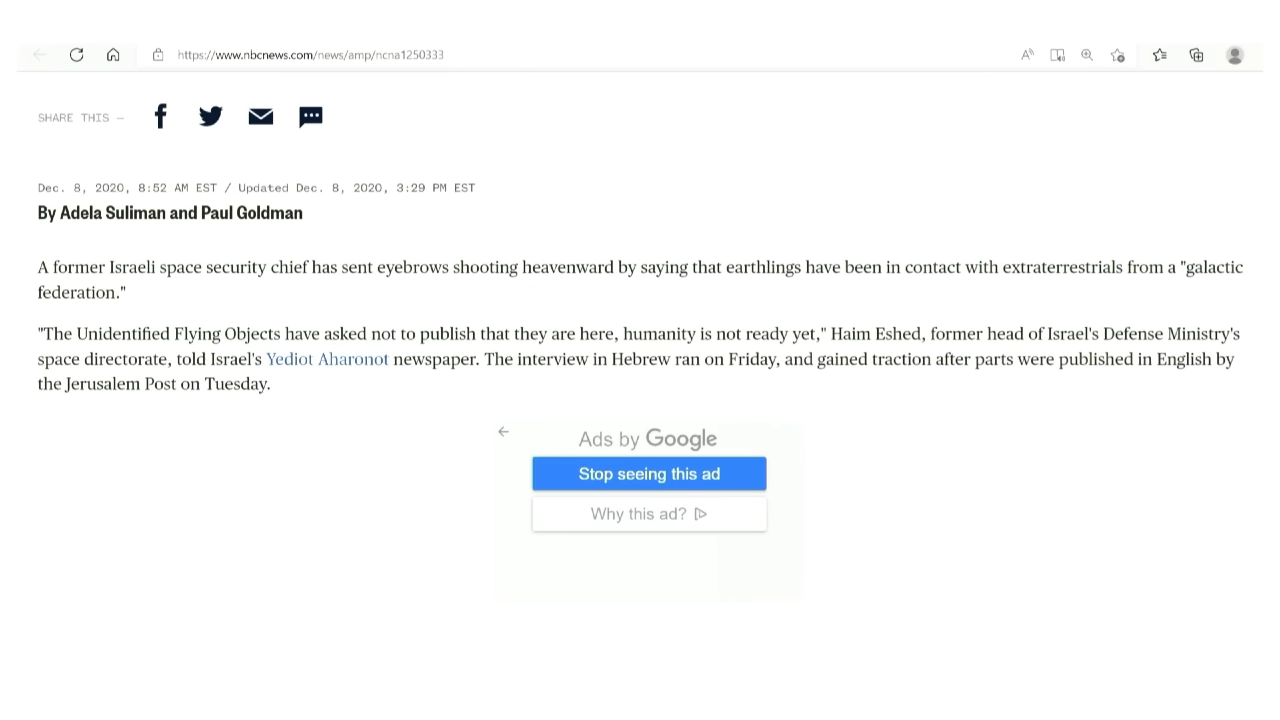 https://www.nbcnews.com/news/amp/ncna1250333
SHARE THIS —
Dec. 8, 2020, 8:52 AM EST / Updated Dec. 8, 2020, 3:29 PM EST
By Adela Suliman and Paul Goldman
A former Israeli space security chief has sent eyebrows shooting heavenward by saying that earthlings have been in contact with extraterrestrials from a "galactic
federation."
"The Unidentified Flying Objects have asked not to publish that they are here, humanity is not ready yet," Haim Eshed, former head of Israel's Defense Ministry's
space directorate, told Israel's Yediot Aharonot newspaper. The interview in Hebrew ran on Friday, and gained traction after parts were published in English by
the Jerusalem Post on Tuesday.
Ads by Google
Stop seeing this ad
Why this ad?